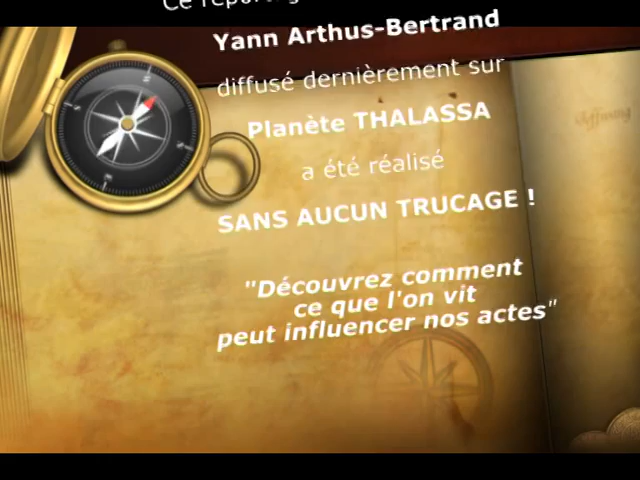 Ce
Yann Arthus-Bertrand
diffusé dernièrement sur
Planète THALASSA
a été réalisé
SANS AUCUN TRUCAGE !
"Découvrez comment
ce que l'on vit
peut influencer nos actes"